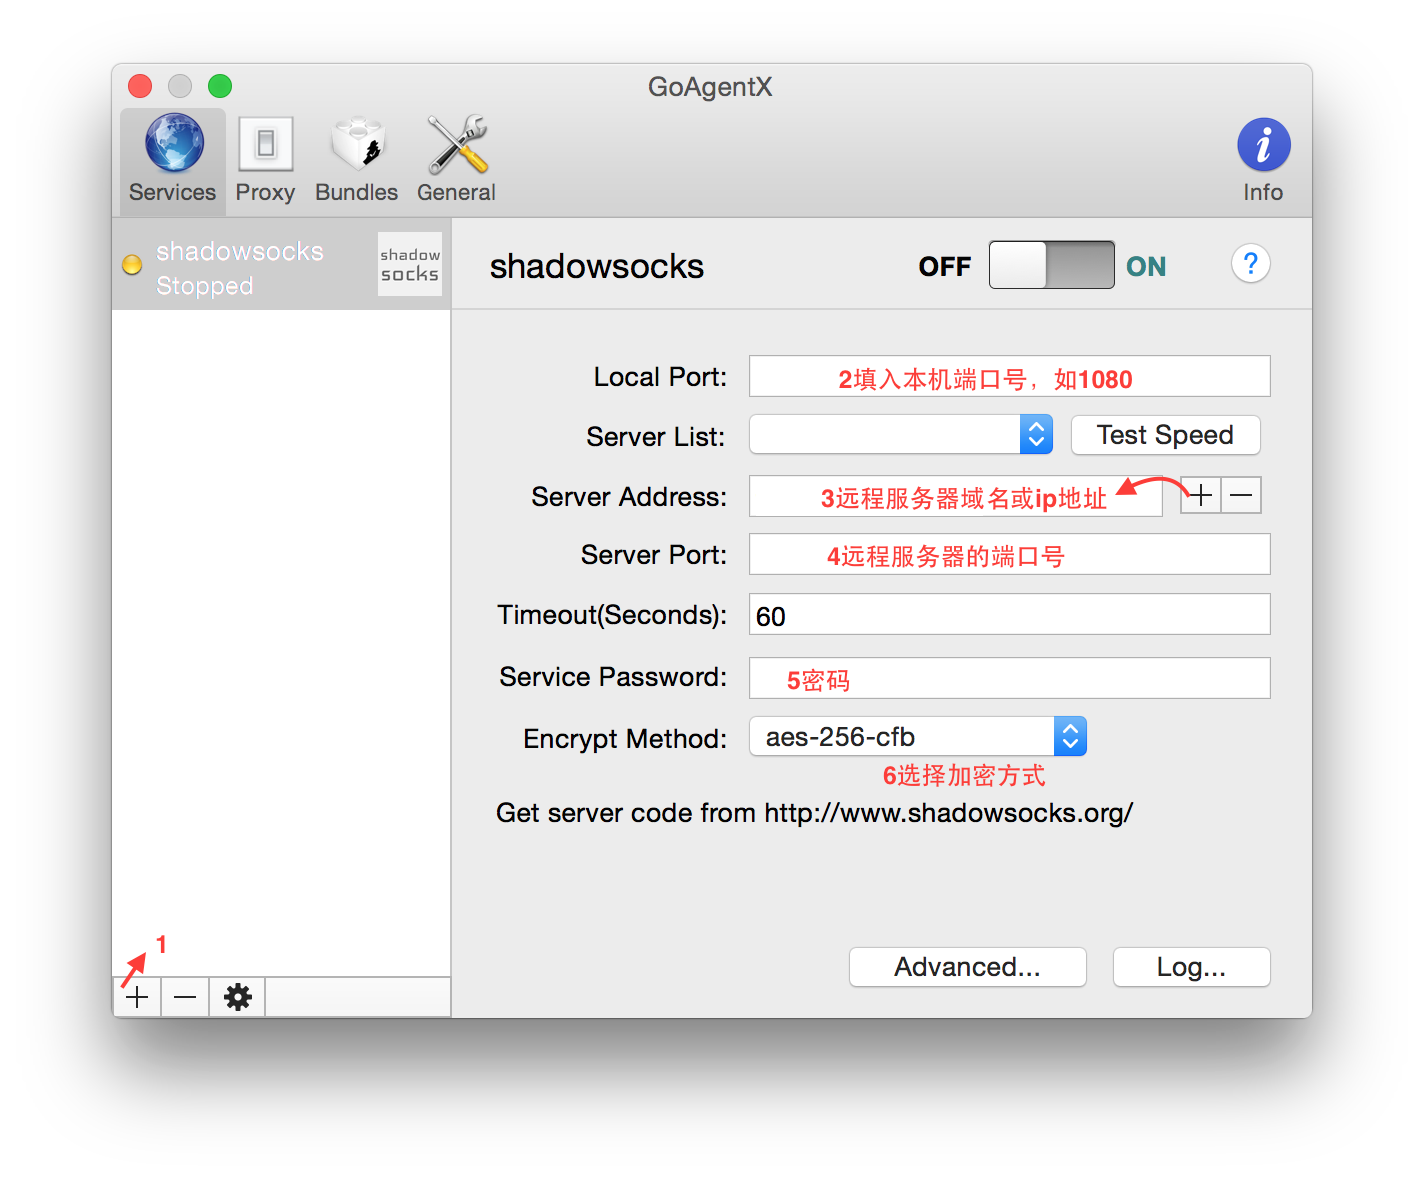 GoAgentX
Services
Proxy
Bundles
General
Info
shadowsocks
Stopped
shadow
socks
shadowsocks
OFF
ON
?
Local Port:
2填入本机端口号，如1080
Server List:
Test Speed
Server Address:
3远程服务器域名或ip地址
Server Port:
4远程服务器的端口号
Timeout(Seconds):
60
Service Password:
5密码
Encrypt Method:
aes-256-cfb
6选择加密方式
Get server code from http://www.shadowsocks.org/
1
Advanced...
Log...